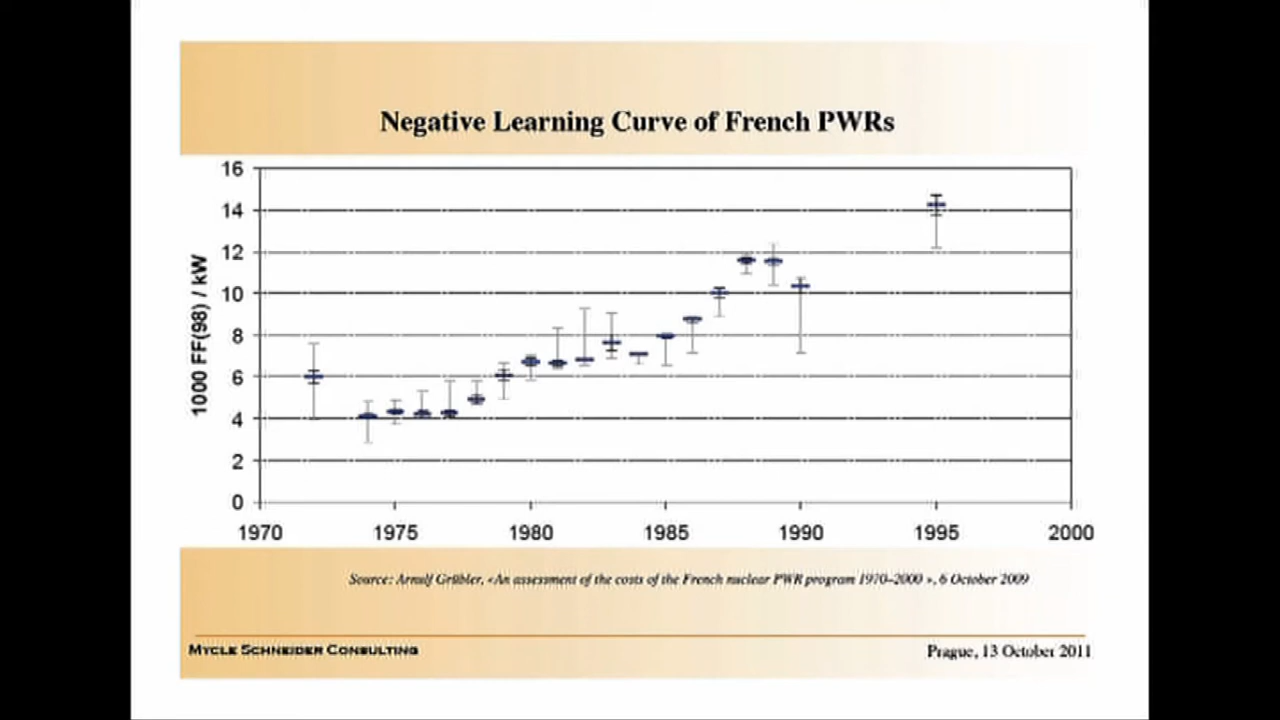 Negative Learning Curve of French PWRs
16
14
12
10
8
6
4
2
0
1000 FF(98) / kW
1970 1975 1980 1985 1990 1995 2000
Source: Arnulf Grübler, «An assessment of the costs of the French nuclear PWR program 1970–2000 », 6 October 2009
MYCLE SCHNEIDER CONSULTING
Prague, 13 October 2011